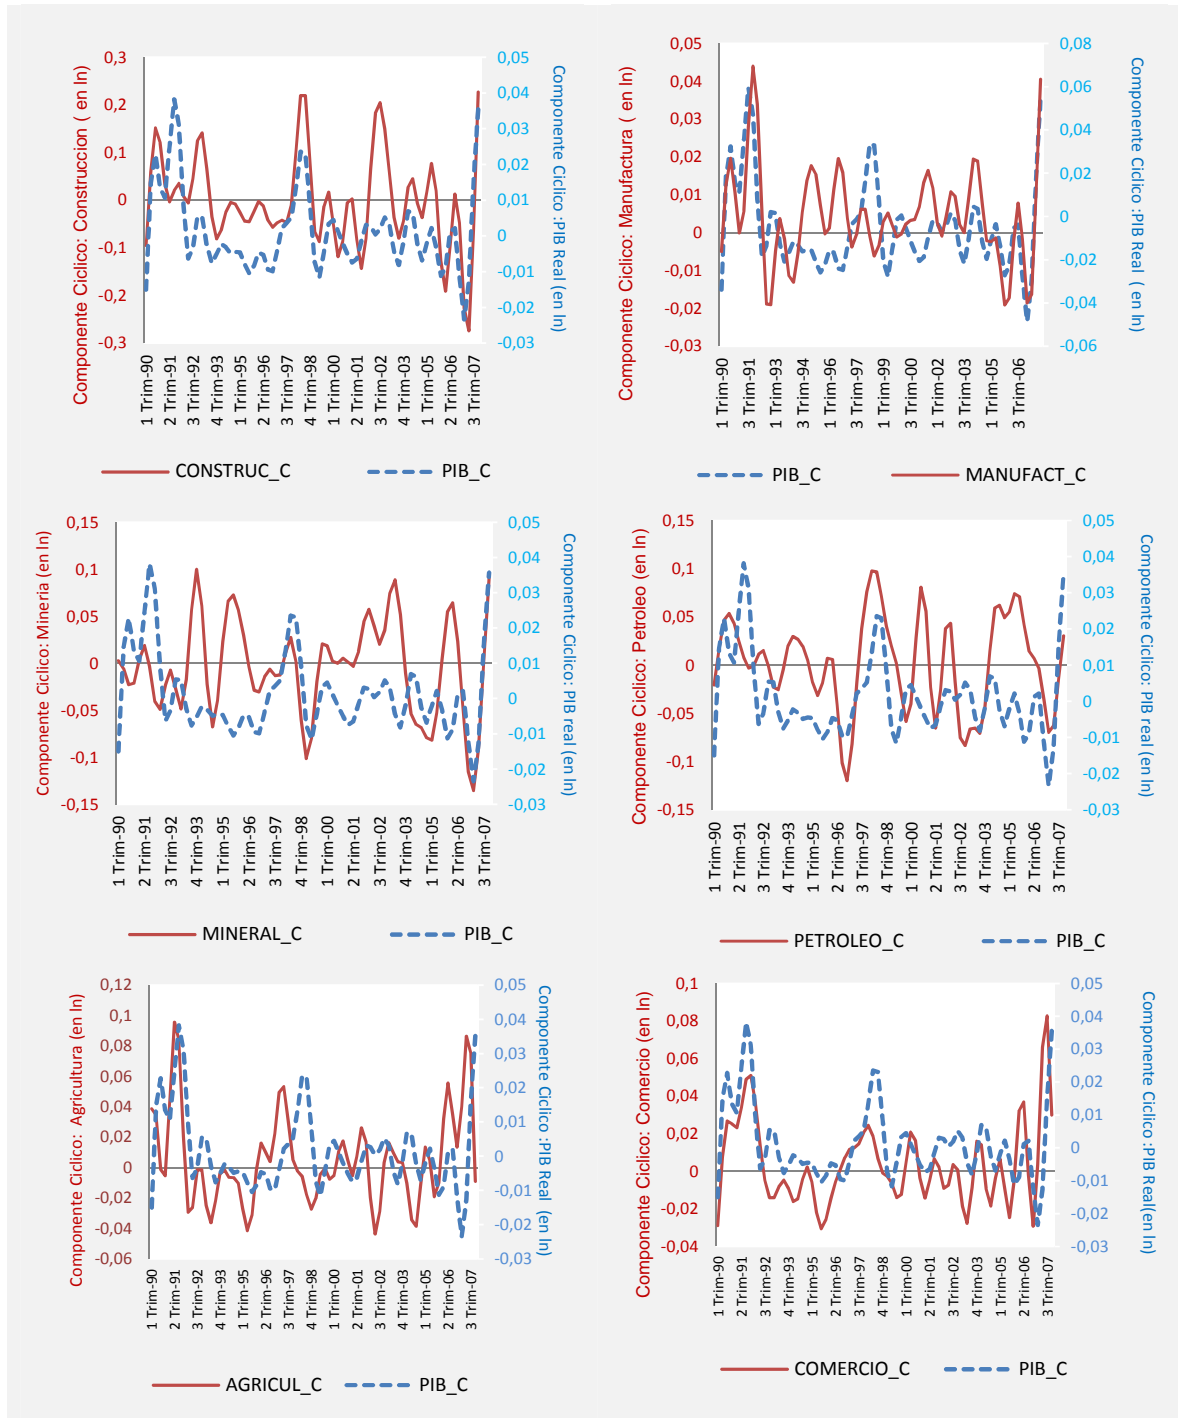 Componente Ciclico: Construccion ( en ln)
0,3
0,2
0,1
0
-0,1
-0,2
-0,3
0,05
0,04
0,03
0,02
0,01
0
-0,01
-0,02
-0,03
Componente Ciclico :PIB Real (en ln)
1 Trim-90
2 Trim-91
3 Trim-92
4 Trim-93
1 Trim-95
2 Trim-96
3 Trim-97
4 Trim-98
1 Trim-00
2 Trim-01
3 Trim-02
4 Trim-03
1 Trim-05
2 Trim-06
3 Trim-07
CONSTRUC_C
PIB_C
Componente Ciclico: Manufactura ( en ln)
0,05
0,04
0,03
0,02
0,01
0
-0,01
-0,02
-0,03
0,08
0,06
0,04
0,02
0
-0,02
-0,04
-0,06
Componente Ciclico :PIB Real ( en ln)
1 Trim-90
3 Trim-91
1 Trim-93
3 Trim-94
1 Trim-96
3 Trim-97
1 Trim-99
3 Trim-00
1 Trim-02
3 Trim-03
1 Trim-05
3 Trim-06
PIB_C
MANUFACT_C
Componente Ciclico: Mineria (en ln)
0,15
0,1
0,05
0
-0,05
-0,1
-0,15
0,05
0,04
0,03
0,02
0,01
0
-0,01
-0,02
-0,03
Componente Ciclico: PIB real (en ln)
1 Trim-90
2 Trim-91
3 Trim-92
4 Trim-93
1 Trim-95
2 Trim-96
3 Trim-97
4 Trim-98
1 Trim-00
2 Trim-01
3 Trim-02
4 Trim-03
1 Trim-05
2 Trim-06
3 Trim-07
MINERAL_C
PIB_C
Componente Ciclico: Petroleo (en ln)
0,15
0,1
0,05
0
-0,05
-0,1
-0,15
0,05
0,04
0,03
0,02
0,01
0
-0,01
-0,02
-0,03
Componente Ciclico: PIB real (en ln)
1 Trim-90
2 Trim-91
3 Trim-92
4 Trim-93
1 Trim-95
2 Trim-96
3 Trim-97
4 Trim-98
1 Trim-00
2 Trim-01
3 Trim-02
4 Trim-03
1 Trim-05
2 Trim-06
3 Trim-07
PETROLEO_C
PIB_C
Componente Ciclico: Agricultura (en ln)
0,12
0,1
0,08
0,06
0,04
0,02
0
-0,02
-0,04
-0,06
0,05
0,04
0,03
0,02
0,01
0
-0,01
-0,02
-0,03
Componente Ciclico :PIB Real (en ln)
1 Trim-90
2 Trim-91
3 Trim-92
4 Trim-93
1 Trim-95
2 Trim-96
3 Trim-97
4 Trim-98
1 Trim-00
2 Trim-01
3 Trim-02
4 Trim-03
1 Trim-05
2 Trim-06
3 Trim-07
AGRICUL_C
PIB_C
Componente Ciclico: Comercio (en ln)
0,1
0,08
0,06
0,04
0,02
0
-0,02
-0,04
0,05
0,04
0,03
0,02
0,01
0
-0,01
-0,02
-0,03
Componente Ciclico :PIB Real(en ln)
1 Trim-90
2 Trim-91
3 Trim-92
4 Trim-93
1 Trim-95
2 Trim-96
3 Trim-97
4 Trim-98
1 Trim-00
2 Trim-01
3 Trim-02
4 Trim-03
1 Trim-05
2 Trim-06
3 Trim-07
COMERCIO_C
PIB_C